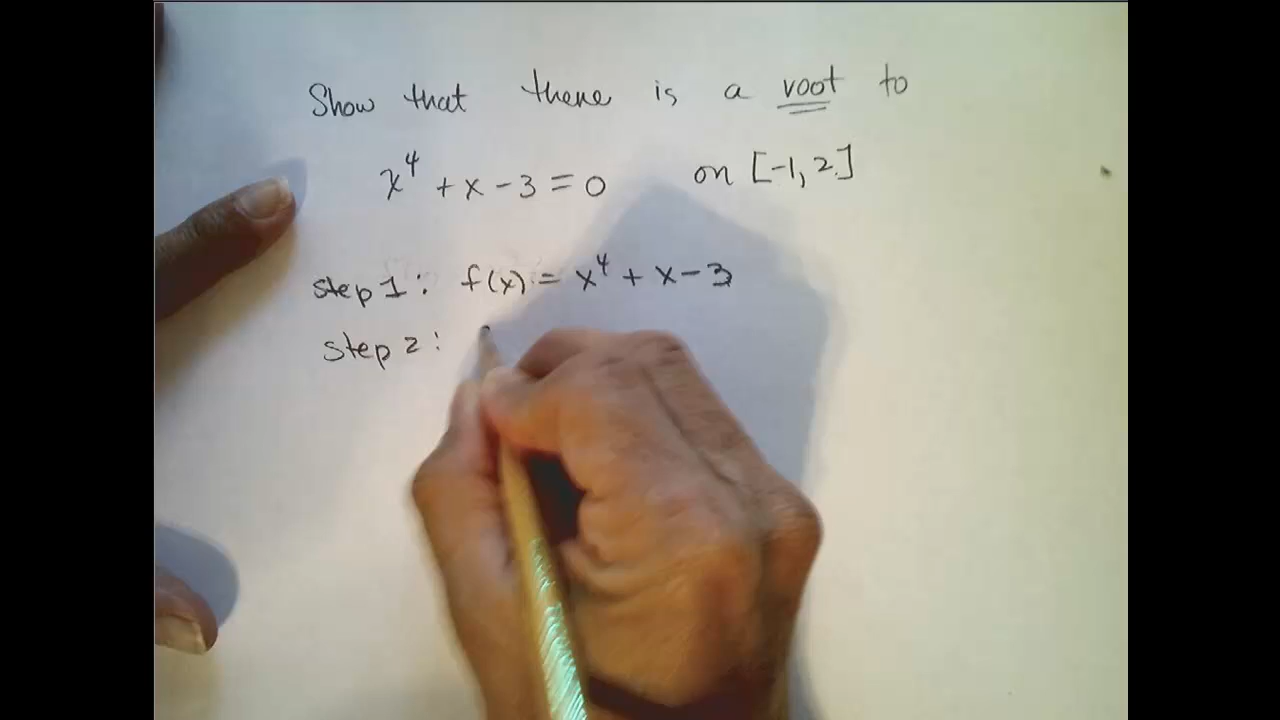 Show that there is a root to
x⁴ + x - 3 = 0 on [-1, 2]
step 1: f(x) = x⁴ + x - 3
step 2: